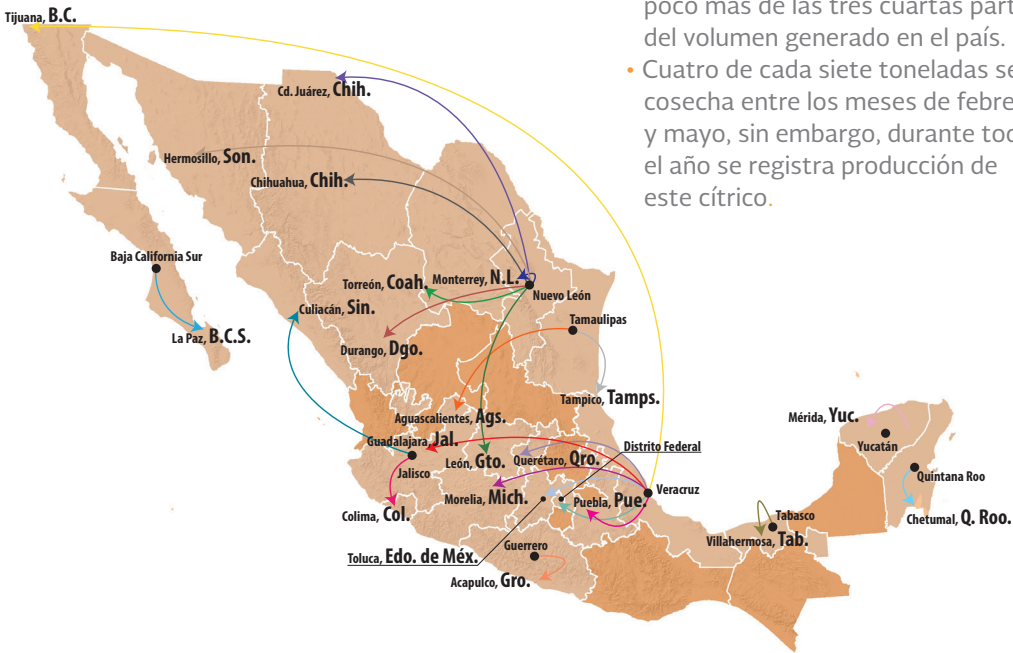 poco más de las tres cuartas part
del volumen generado en el país.
• Cuatro de cada siete toneladas se
cosecha entre los meses de febre
y mayo, sin embargo, durante tod
el año se registra producción de
este cítrico.
Tijuana, B.C.
Cd. Juárez, Chih.
Hermosillo, Son.
Chihuahua, Chih.
Baja California Sur
Torreón, Coah.
Monterrey, N.L.
Nuevo León
Culiacán, Sin.
Tamaulipas
La Paz, B.C.S.
Durango, Dgo.
Tampico, Tamps.
Aguascalientes, Ags.
Mérida, Yuc.
Guadalajara, Jal.
Distrito Federal
Yucatán
León, Gto.
Querétaro, Qro.
Jalisco
Quintana Roo
Veracruz
Morelia, Mich.
Puebla, Pue.
Colima, Col.
Tabasco
Chetumal, Q. Roo.
Villahermosa, Tab.
Guerrero
Toluca, Edo. de Méx.
Acapulco, Gro.